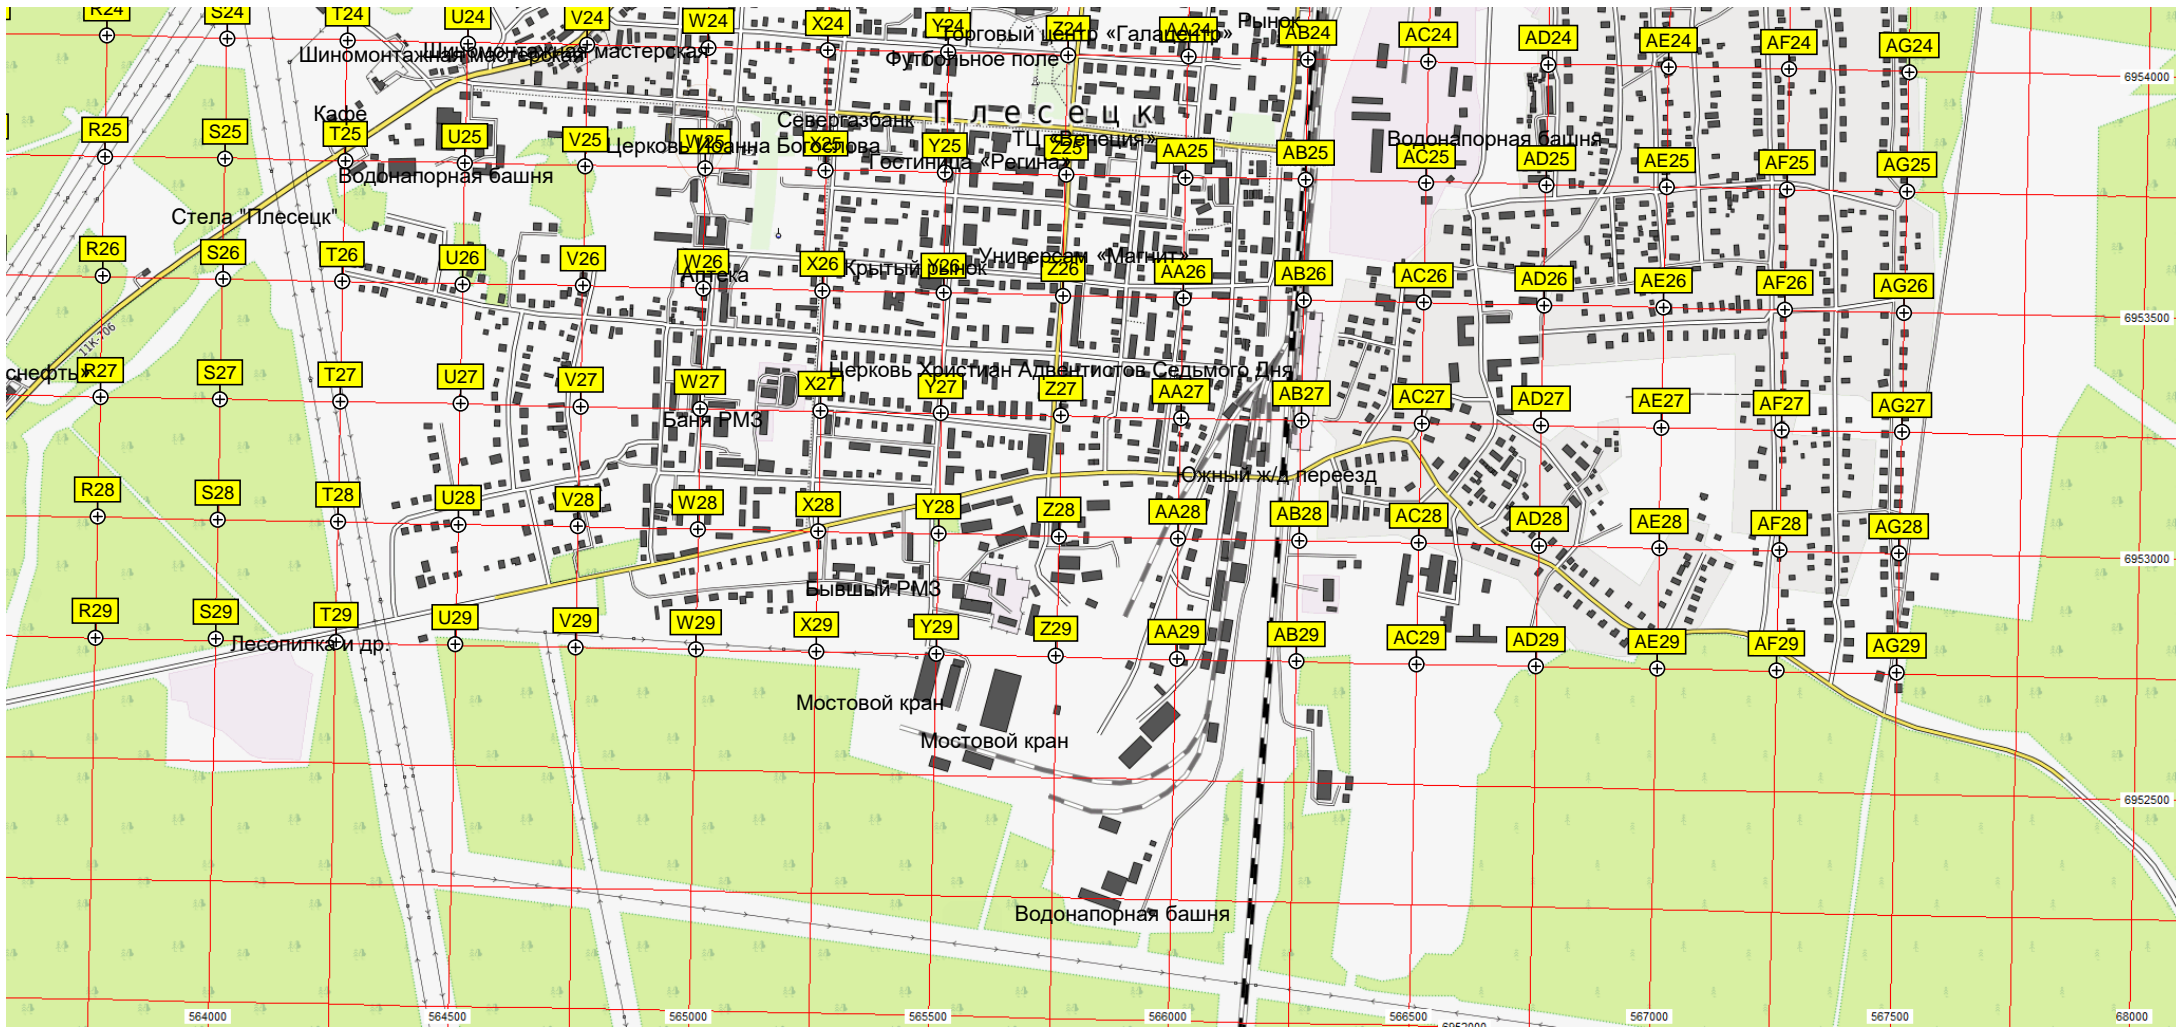 R24 S24 T24 U24 V24 W24 X24 Y24 Z24 AA24 Рынок AB24 AC24 AD24 AE24 AF24 AG24
Торговый центр «Галацентр»
Шиномонтажная мастерская Шиномонтажная мастерская Футбольное поле
6954000
Кафе Севергазбанк Плесецк
R25 S25 T25 U25 V25 W25 X25 Y25 Z25 AA25 AB25 AC25 AD25 AE25 AF25 AG25
Церковь Иоанна Богослова ТЦ «Венеция» Водонапорная башня
Водонапорная башня Гостиница «Регина»
Стела "Плесецк"
R26 S26 T26 U26 V26 W26 X26 Y26 Z26 AA26 AB26 AC26 AD26 AE26 AF26 AG26
Универсам «Магнит»
Аптека Крытый рынок
6953500
11К-706
снефть»
R27 S27 T27 U27 V27 W27 X27 Y27 Z27 AA27 AB27 AC27 AD27 AE27 AF27 AG27
Церковь Христиан Адвентистов Седьмого Дня
Баня РМЗ
Южный ж/д переезд
R28 S28 T28 U28 V28 W28 X28 Y28 Z28 AA28 AB28 AC28 AD28 AE28 AF28 AG28
6953000
Бывшый РМЗ
R29 S29 T29 U29 V29 W29 X29 Y29 Z29 AA29 AB29 AC29 AD29 AE29 AF29 AG29
Лесопилка и др.
Мостовой кран
Мостовой кран
6952500
Водонапорная башня
564000 564500 565000 565500 566000 566500 567000 567500 68000
6952000